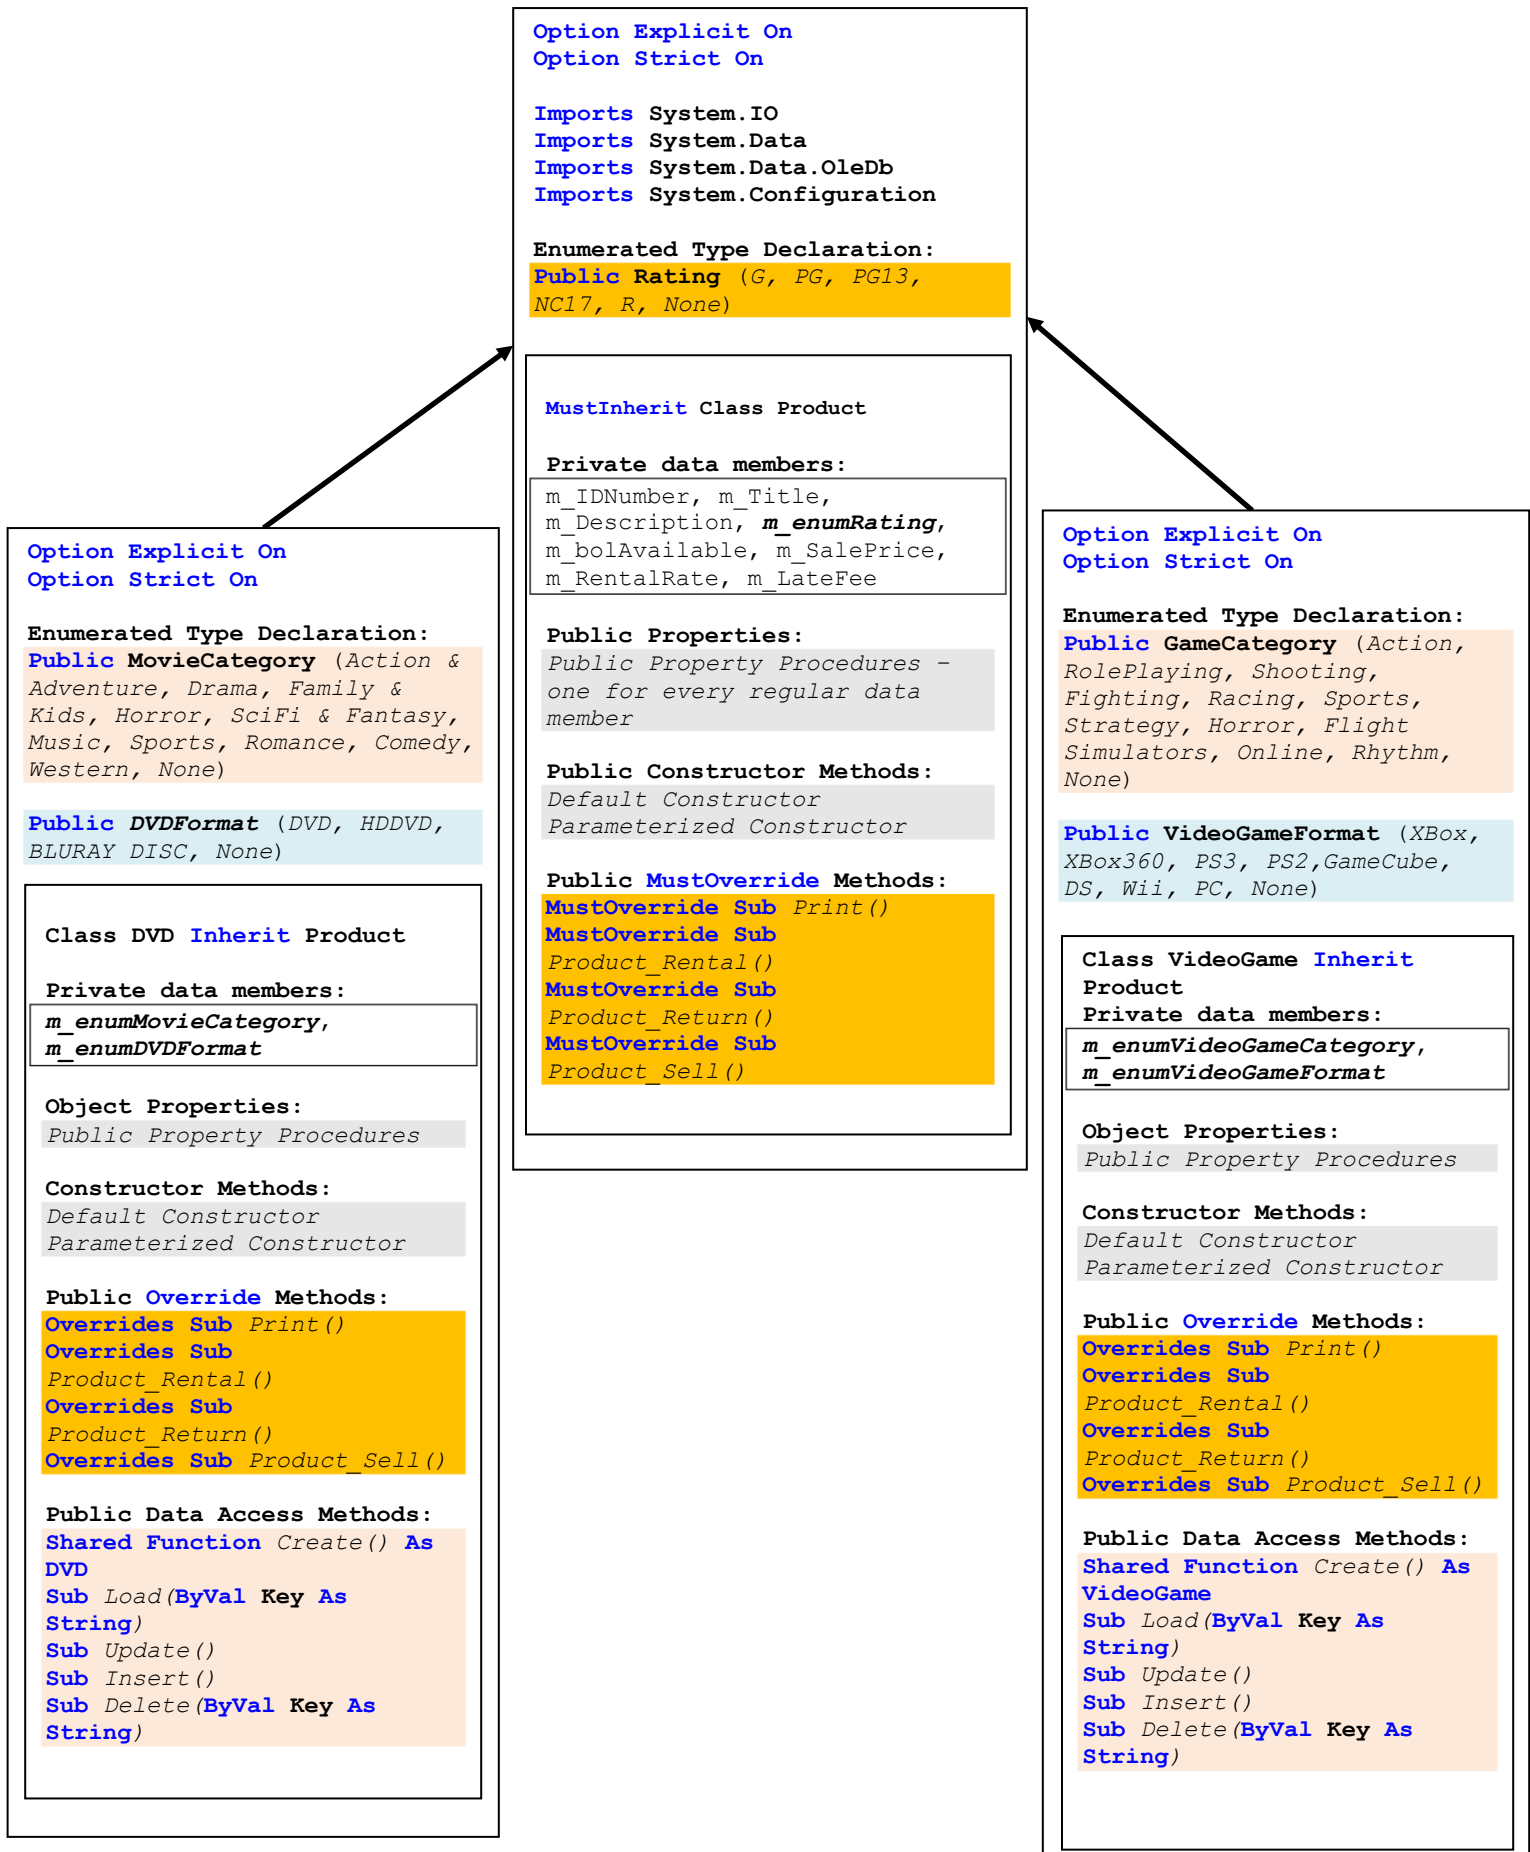 Option Explicit On
Option Strict On
Imports System.IO
Imports System.Data
Imports System.Data.OleDb
Imports System.Configuration
Enumerated Type Declaration:
Public Rating (G, PG, PG13,
NC17, R, None)
MustInherit Class Product
Private data members:
m_IDNumber, m_Title,
m_Description, m_enumRating,
m_bolAvailable, m_SalePrice,
m_RentalRate, m_LateFee
Public Properties:
Public Property Procedures –
one for every regular data
member
Public Constructor Methods:
Default Constructor
Parameterized Constructor
Public MustOverride Methods:
MustOverride Sub Print()
MustOverride Sub
Product_Rental()
MustOverride Sub
Product_Return()
MustOverride Sub
Product_Sell()
Option Explicit On
Option Strict On
Enumerated Type Declaration:
Public MovieCategory (Action &
Adventure, Drama, Family &
Kids, Horror, SciFi & Fantasy,
Music, Sports, Romance, Comedy,
Western, None)
Public DVDFormat (DVD, HDDVD,
BLURAY DISC, None)
Class DVD Inherit Product
Private data members:
m_enumMovieCategory,
m_enumDVDFormat
Object Properties:
Public Property Procedures
Constructor Methods:
Default Constructor
Parameterized Constructor
Public Override Methods:
Overrides Sub Print()
Overrides Sub
Product_Rental()
Overrides Sub
Product_Return()
Overrides Sub Product_Sell()
Public Data Access Methods:
Shared Function Create() As
DVD
Sub Load(ByVal Key As
String)
Sub Update()
Sub Insert()
Sub Delete(ByVal Key As
String)
Option Explicit On
Option Strict On
Enumerated Type Declaration:
Public GameCategory (Action,
RolePlaying, Shooting,
Fighting, Racing, Sports,
Strategy, Horror, Flight
Simulators, Online, Rhythm,
None)
Public VideoGameFormat (XBox,
XBox360, PS3, PS2,GameCube,
DS, Wii, PC, None)
Class VideoGame Inherit
Product
Private data members:
m_enumVideoGameCategory,
m_enumVideoGameFormat
Object Properties:
Public Property Procedures
Constructor Methods:
Default Constructor
Parameterized Constructor
Public Override Methods:
Overrides Sub Print()
Overrides Sub
Product_Rental()
Overrides Sub
Product_Return()
Overrides Sub Product_Sell()
Public Data Access Methods:
Shared Function Create() As
VideoGame
Sub Load(ByVal Key As
String)
Sub Update()
Sub Insert()
Sub Delete(ByVal Key As
String)